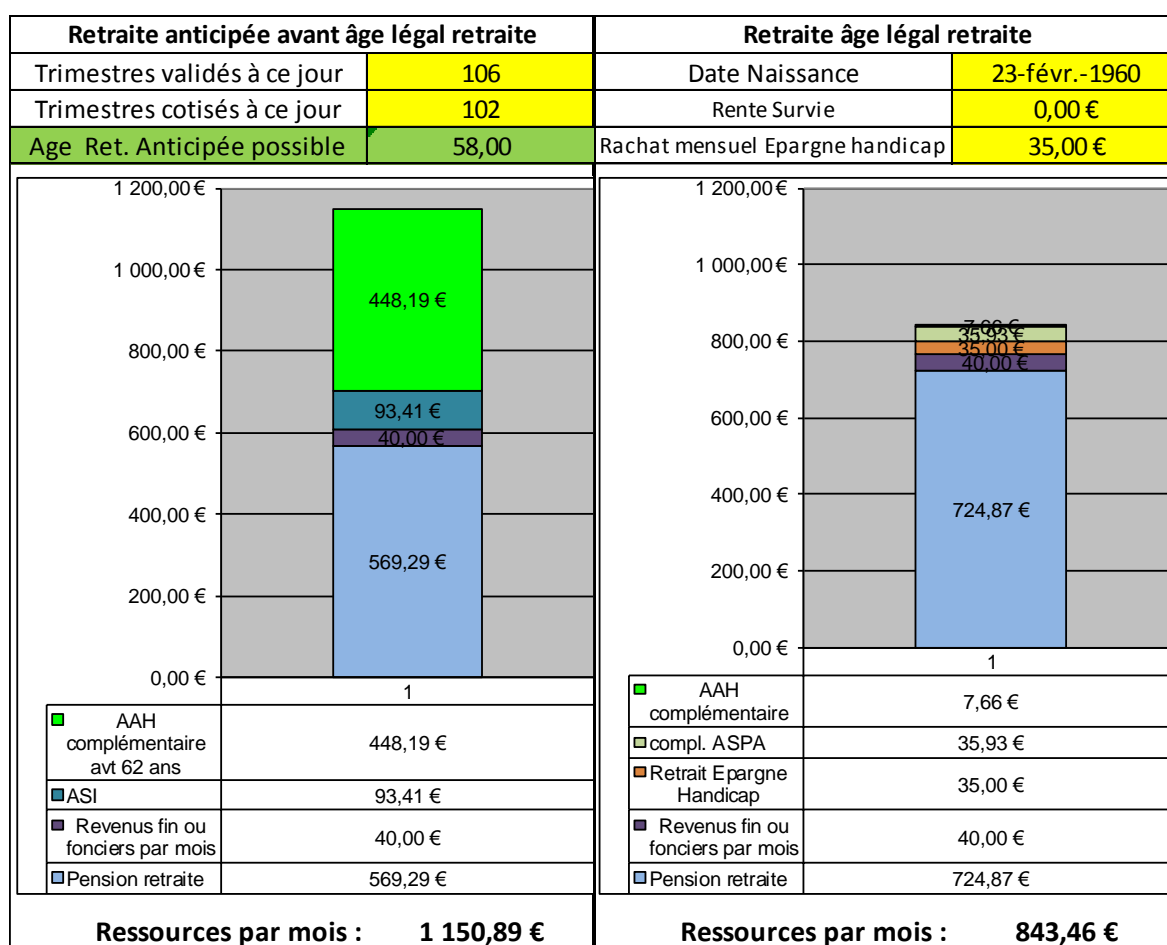 Retraite anticipée avant âge légal retraite
Trimestres validés à ce jour 106
Trimestres cotisés à ce jour 102
Age Ret. Anticipée possible 58,00
1 200,00 €
1 000,00 €
800,00 €
600,00 €
400,00 €
200,00 €
0,00 €
448,19 €
93,41 €
40,00 €
569,29 €
1
AAH
complémentaire
avt 62 ans
448,19 €
ASI 93,41 €
Revenus fin ou
fonciers par mois
40,00 €
Pension retraite 569,29 €
Ressources par mois : 1 150,89 €
Retraite âge légal retraite
Date Naissance 23-févr.-1960
Rente Survie 0,00 €
Rachat mensuel Epargne handicap 35,00 €
1 200,00 €
1 000,00 €
800,00 €
600,00 €
400,00 €
200,00 €
0,00 €
7,66 €
35,93 €
35,00 €
40,00 €
724,87 €
1
AAH
complémentaire
7,66 €
compl. ASPA 35,93 €
Retrait Epargne
Handicap
35,00 €
Revenus fin ou
fonciers par mois
40,00 €
Pension retraite 724,87 €
Ressources par mois : 843,46 €